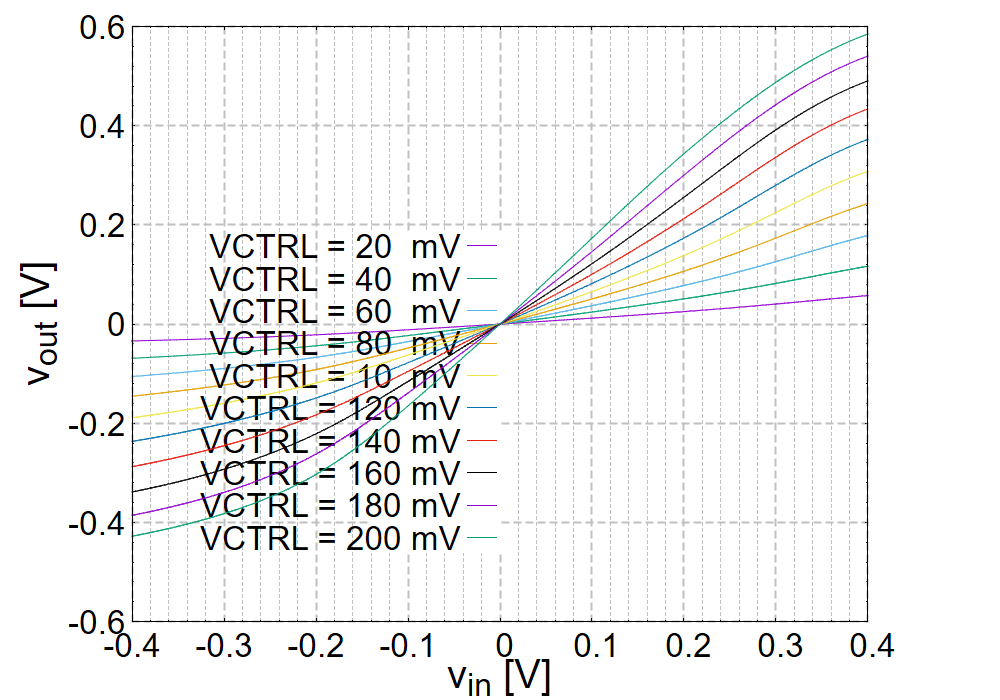 0.6
0.4
0.2
0
-0.2
-0.4
-0.6
vout [V]
VCTRL = 20 mV
VCTRL = 40 mV
VCTRL = 60 mV
VCTRL = 80 mV
VCTRL = 10 mV
VCTRL = 120 mV
VCTRL = 140 mV
VCTRL = 160 mV
VCTRL = 180 mV
VCTRL = 200 mV
-0.4 -0.3 -0.2 -0.1 0 0.1 0.2 0.3 0.4
vin [V]